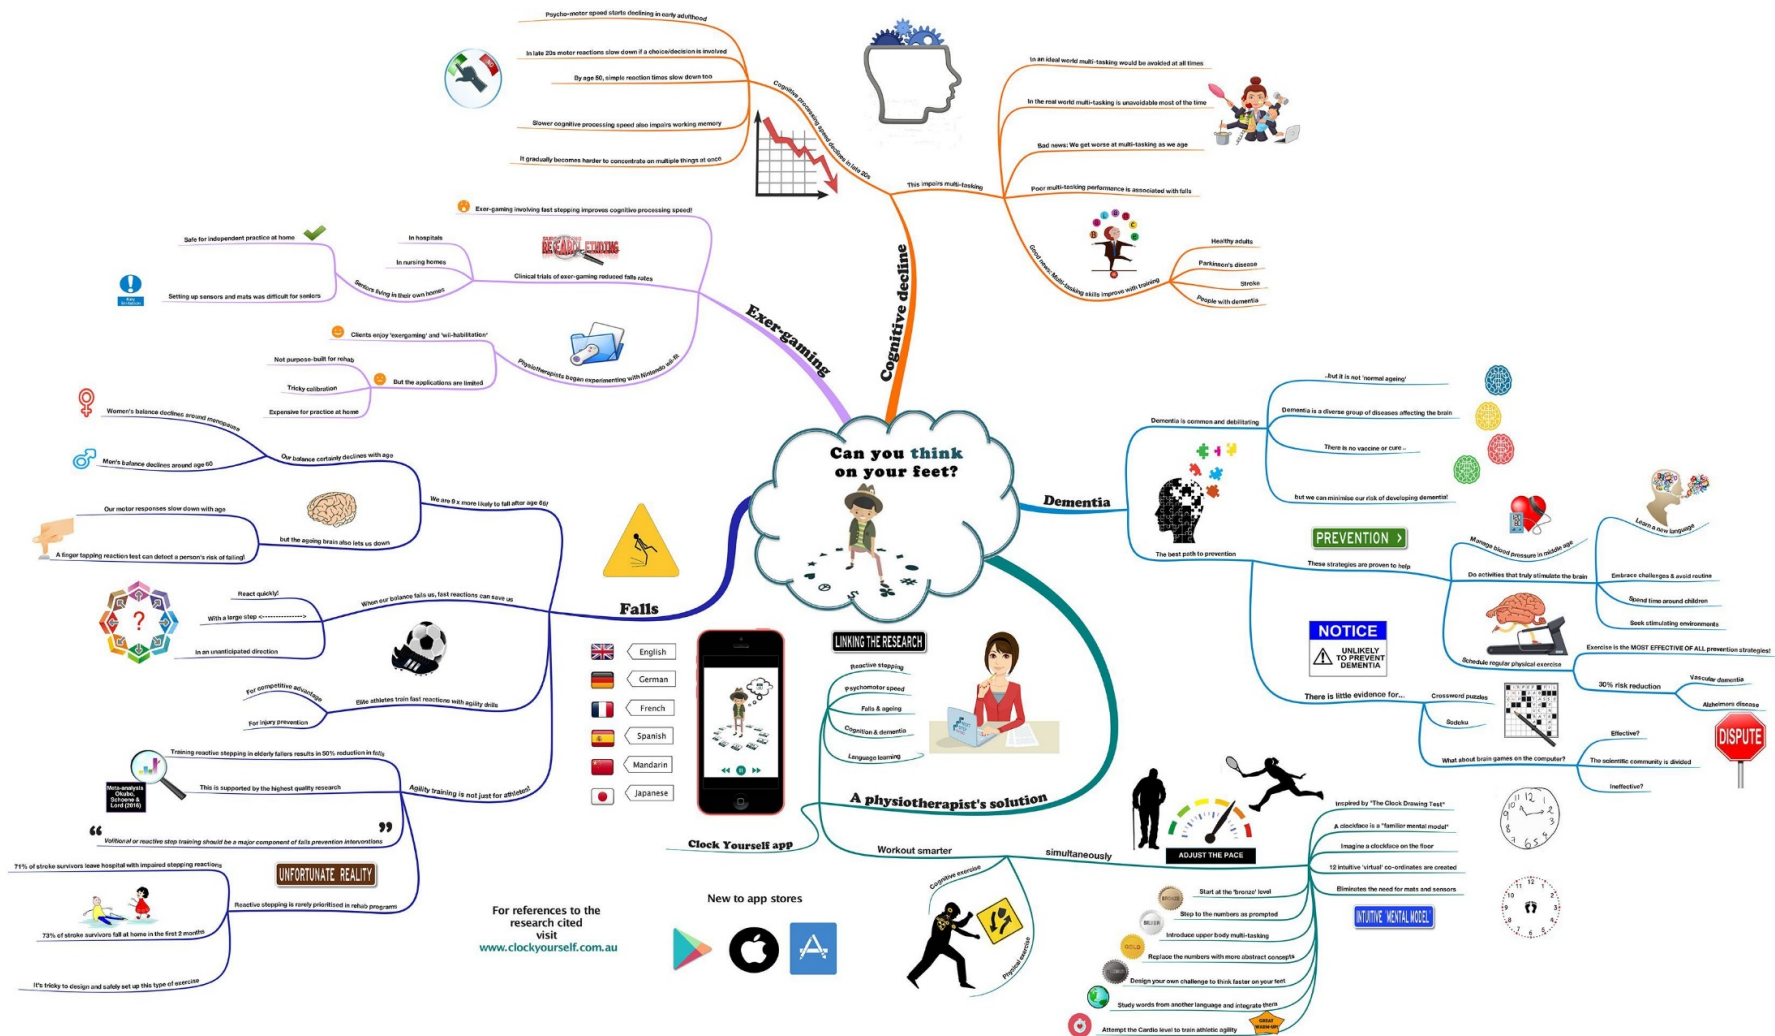 Can you think
on your feet?
Cognitive decline
Cognitive processing speed declines in late 20s
Psycho-motor speed starts declining in early adulthood
In late 20s motor reactions slow down if a choice/decision is involved
By age 50, simple reaction times slow down too
Slower cognitive processing speed also impairs working memory
It gradually becomes harder to concentrate on multiple things at once
This impairs multi-tasking
In an ideal world multi-tasking would be avoided at all times
In the real world multi-tasking is unavoidable most of the time
Bad news: We get worse at multi-tasking as we age
Poor multi-tasking performance is associated with falls
Good news: Multi-tasking skills improve with training
Healthy adults
Parkinson's disease
Stroke
People with dementia
Dementia
Dementia is common and debilitating
..but it is not 'normal ageing'
Dementia is a diverse group of diseases affecting the brain
There is no vaccine or cure ..
but we can minimise our risk of developing dementia!
The best path to prevention
PREVENTION >
These strategies are proven to help
Manage blood pressure in middle age
Do activities that truly stimulate the brain
Learn a new language
Embrace challenges & avoid routine
Spend time around children
Seek stimulating environments
Schedule regular physical exercise
Exercise is the MOST EFFECTIVE OF ALL prevention strategies!
30% risk reduction
Vascular dementia
Alzheimers disease
NOTICE
UNLIKELY
TO PREVENT
DEMENTIA
There is little evidence for...
Crossword puzzles
Sodoku
What about brain games on the computer?
Effective?
The scientific community is divided
Ineffective?
DISPUTE
A physiotherapist's solution
LINKING THE RESEARCH
Reactive stepping
Psychomotor speed
Falls & ageing
Cognition & dementia
Language learning
Clock Yourself app
Workout smarter
Cognitive exercise
Physical exercise
simultaneously
ADJUST THE PACE
Inspired by "The Clock Drawing Test"
A clockface is a "familiar mental model"
Imagine a clockface on the floor
12 intuitive 'virtual' co-ordinates are created
Eliminates the need for mats and sensors
INTUITIVE 'MENTAL MODEL'
Start at the 'bronze' level
Step to the numbers as prompted
Introduce upper body multi-tasking
Replace the numbers with more abstract concepts
Design your own challenge to think faster on your feet
Study words from another language and integrate them
Attempt the Cardio level to train athletic agility
BRONZE
SILVER
GOLD
GREAT
WARM-UP!
English
German
French
Spanish
Mandarin
Japanese
New to app stores
For references to the
research cited
visit
www.clockyourself.com.au
Falls
We are 9 x more likely to fall after age 65!
Our balance certainly declines with age
Women's balance declines around menopause
Men's balance declines around age 60
but the ageing brain also lets us down
Our motor responses slow down with age
A finger tapping reaction test can detect a person's risk of falling!
When our balance fails us, fast reactions can save us
React quickly!
With a large step <--------------->
In an unanticipated direction
?
Elite athletes train fast reactions with agility drills
For competitive advantage
For injury prevention
Agility training is not just for athletes!
Training reactive stepping in elderly fallers results in 50% reduction in falls
This is supported by the highest quality research
Meta-analysis
Okubo,
Schoene &
Lord (2016)
“ Volitional or reactive step training should be a major component of falls prevention interventions ”
UNFORTUNATE REALITY
Reactive stepping is rarely prioritised in rehab programs
71% of stroke survivors leave hospital with impaired stepping reactions
73% of stroke survivors fall at home in the first 2 months
It's tricky to design and safely set up this type of exercise
Exer-gaming
Exer-gaming involving fast stepping improves cognitive processing speed!
RESEARCH FINDING
Clinical trials of exer-gaming reduced falls rates
In hospitals
In nursing homes
Seniors living in their own homes
Safe for independent practice at home
Setting up sensors and mats was difficult for seniors
Physiotherapists began experimenting with Nintendo wii-fit
Clients enjoy 'exergaming' and 'wii-habilitation'
But the applications are limited
Not purpose-built for rehab
Tricky calibration
Expensive for practice at home